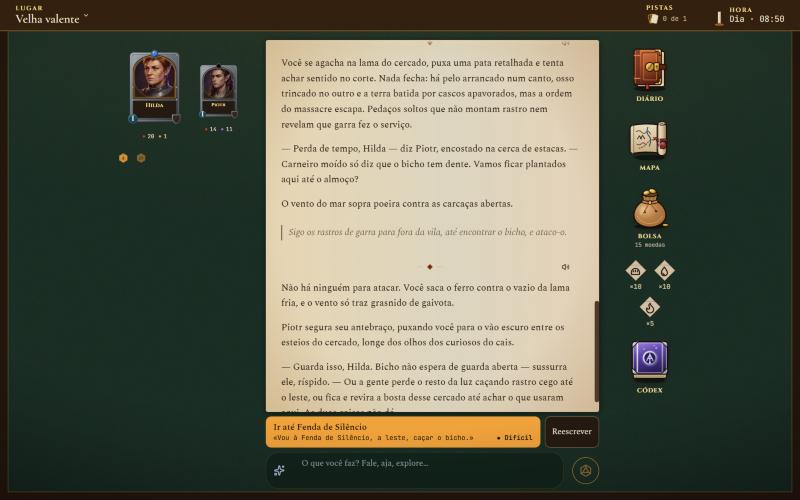 LUGAR
Velha valente
PISTAS
0 de 1
HORA
Dia · 08:50
HILDA
PIOTR
20 1
14 11
Você se agacha na lama do cercado, puxa uma pata retalhada e tenta
achar sentido no corte. Nada fecha: há pelo arrancado num canto, osso
trincado no outro e a terra batida por cascos apavorados, mas a ordem
do massacre escapa. Pedaços soltos que não montam rastro nem
revelam que garra fez o serviço.
— Perda de tempo, Hilda — diz Piotr, encostado na cerca de estacas. —
Carneiro moído só diz que o bicho tem dente. Vamos ficar plantados
aqui até o almoço?
O vento do mar sopra poeira contra as carcaças abertas.
Sigo os rastros de garra para fora da vila, até encontrar o bicho, e ataco-o.
Não há ninguém para atacar. Você saca o ferro contra o vazio da lama
fria, e o vento só traz grasnido de gaivota.
Piotr segura seu antebraço, puxando você para o vão escuro entre os
esteios do cercado, longe dos olhos dos curiosos do cais.
— Guarda isso, Hilda. Bicho não espera de guarda aberta — sussurra
ele, ríspido. — Ou a gente perde o resto da luz caçando rastro cego até
o leste, ou fica e revira a bosta desse cercado até achar o que usaram
Ir até Fenda de Silêncio
«Vou à Fenda de Silêncio, a leste, caçar o bicho.»
Difícil
Reescrever
O que você faz? Fale, aja, explore…
DIÁRIO
MAPA
BOLSA
15 moedas
×10
×10
×5
CÓDEX